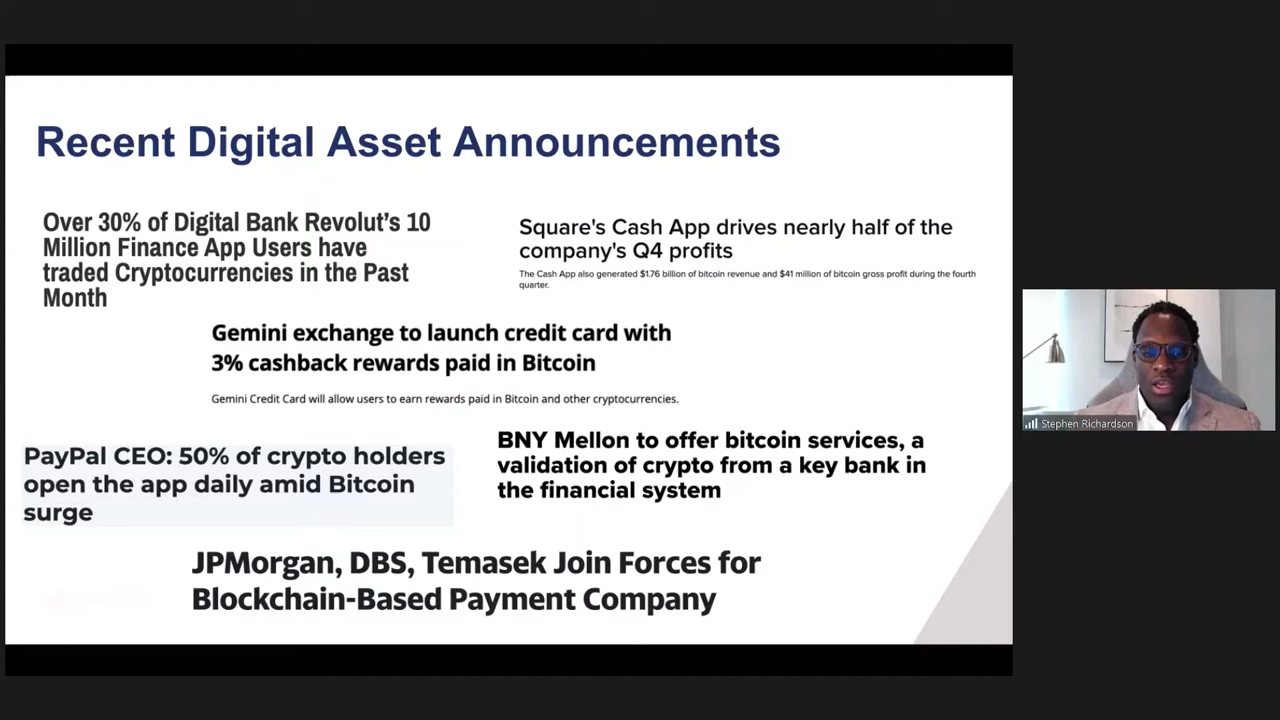 Recent Digital Asset Announcements
Over 30% of Digital Bank Revolut’s 10
Million Finance App Users have
traded Cryptocurrencies in the Past
Month
Square's Cash App drives nearly half of the
company's Q4 profits
The Cash App also generated $1.76 billion of bitcoin revenue and $41 million of bitcoin gross profit during the fourth
quarter.
Gemini exchange to launch credit card with
3% cashback rewards paid in Bitcoin
Gemini Credit Card will allow users to earn rewards paid in Bitcoin and other cryptocurrencies.
PayPal CEO: 50% of crypto holders
open the app daily amid Bitcoin
surge
BNY Mellon to offer bitcoin services, a
validation of crypto from a key bank in
the financial system
JPMorgan, DBS, Temasek Join Forces for
Blockchain-Based Payment Company
Stephen Richardson